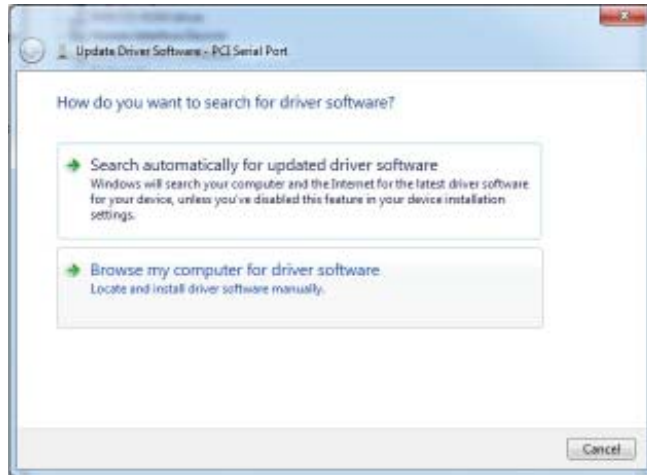 Update Driver Software - PCI Serial Port
How do you want to search for driver software?
Search automatically for updated driver software
Windows will search your computer and the Internet for the latest driver software
for your device, unless you've disabled this feature in your device installation
settings.
Browse my computer for driver software
Locate and install driver software manually.
Cancel